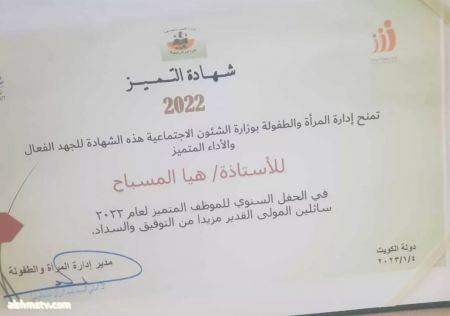 شهادة التميز
2022
تمنح إدارة المرأة والطفولة بوزارة الشئون الاجتماعية هذه الشهادة للجهد الفعال
والأداء المتميز
للأستاذة/ هيا المسباح
في الحفل السنوي للموظف المتميز لعام ٢٠٢٢
سائلين المولى القدير مزيدا من التوفيق والسداد.
دولة الكويت
٢٠٢٣/١/٤
مدير إدارة المرأة والطفولة
alahmstv.com